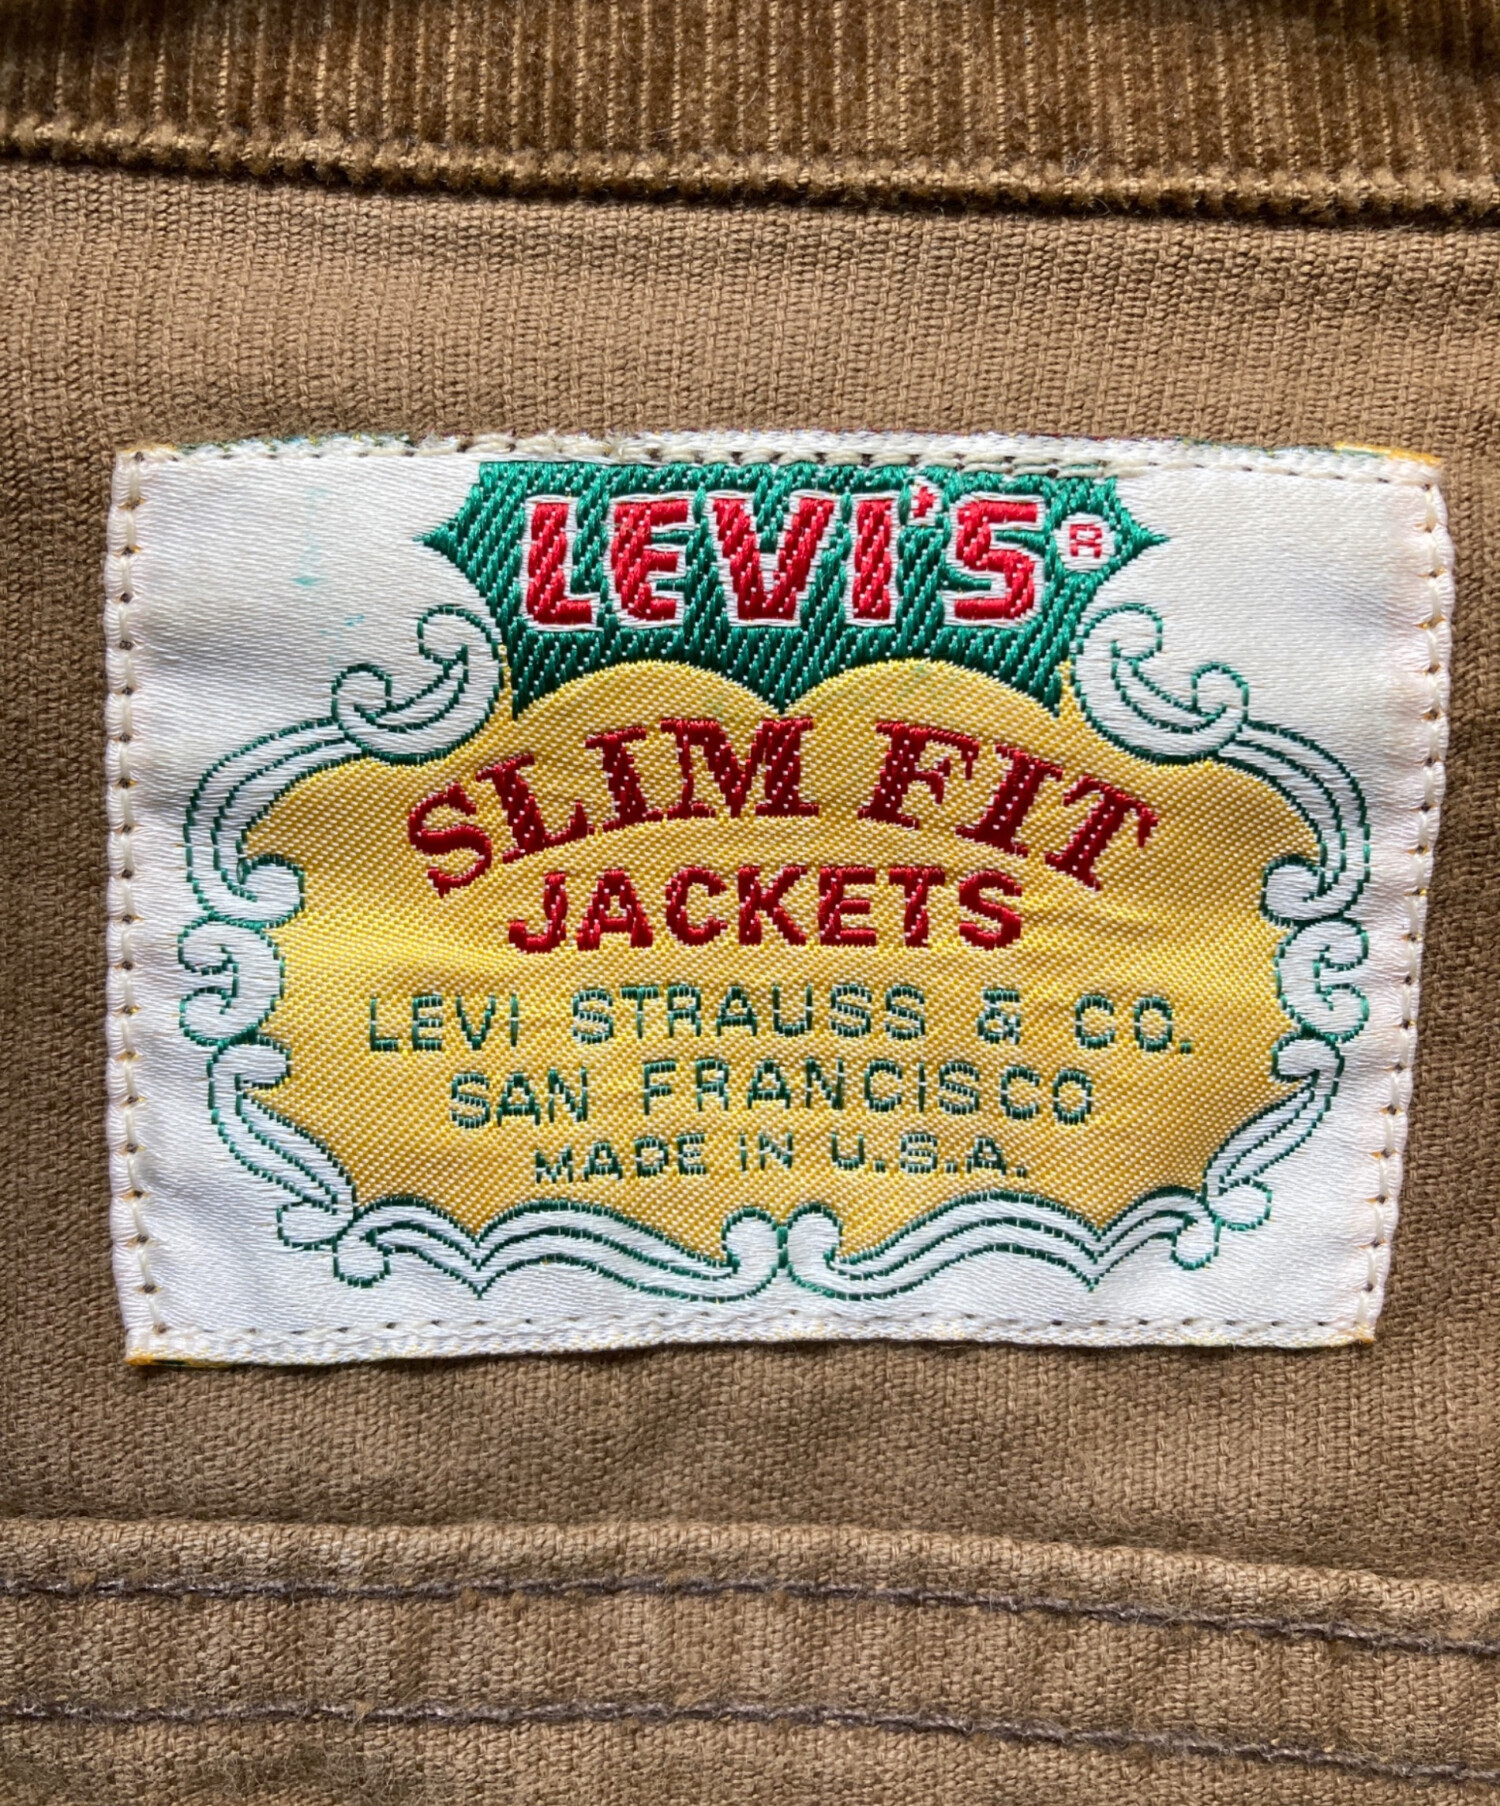 LEVI'S®
SLIM FIT
JACKETS
LEVI STRAUSS & CO.
SAN FRANCISCO
MADE IN U.S.A.